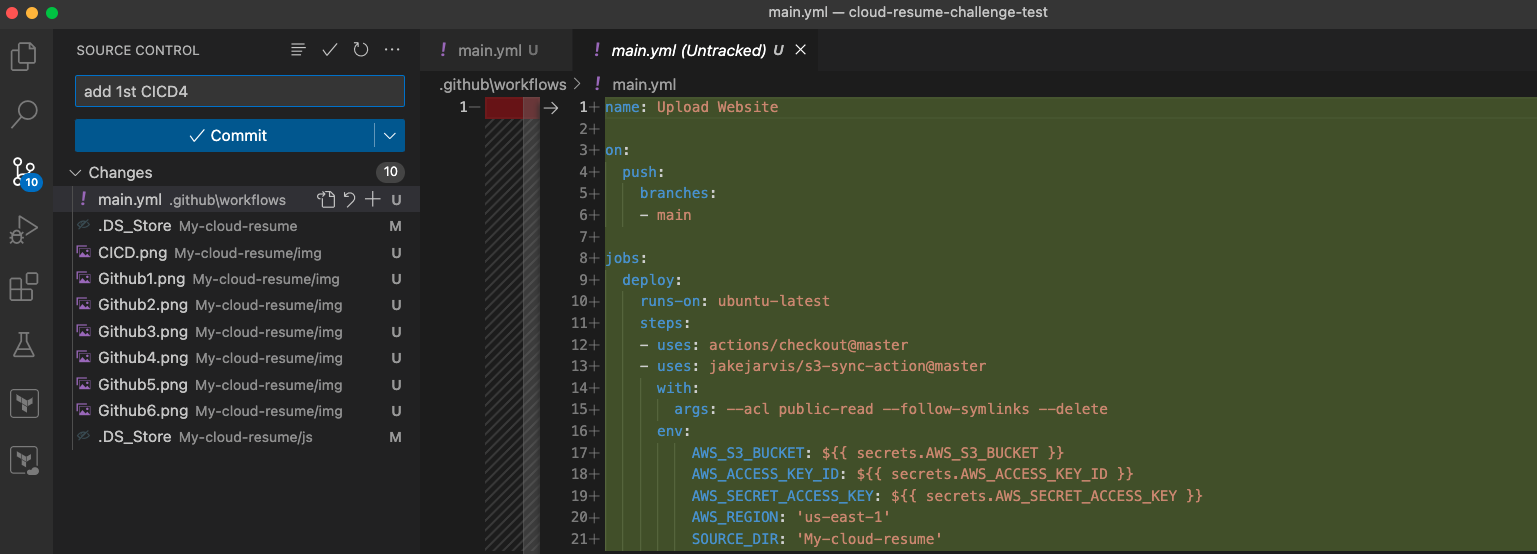 main.yml — cloud-resume-challenge-test
SOURCE CONTROL
add 1st CICD4
Commit
Changes 10
! main.yml .github\workflows U
.DS_Store My-cloud-resume M
CICD.png My-cloud-resume/img U
Github1.png My-cloud-resume/img U
Github2.png My-cloud-resume/img U
Github3.png My-cloud-resume/img U
Github4.png My-cloud-resume/img U
Github5.png My-cloud-resume/img U
Github6.png My-cloud-resume/img U
.DS_Store My-cloud-resume/js M
10
! main.yml U
! main.yml (Untracked) U
.github\workflows > ! main.yml
1−
1+ name: Upload Website
2+
3+ on:
4+ push:
5+ branches:
6+ - main
7+
8+ jobs:
9+ deploy:
10+ runs-on: ubuntu-latest
11+ steps:
12+ - uses: actions/checkout@master
13+ - uses: jakejarvis/s3-sync-action@master
14+ with:
15+ args: --acl public-read --follow-symlinks --delete
16+ env:
17+ AWS_S3_BUCKET: ${{ secrets.AWS_S3_BUCKET }}
18+ AWS_ACCESS_KEY_ID: ${{ secrets.AWS_ACCESS_KEY_ID }}
19+ AWS_SECRET_ACCESS_KEY: ${{ secrets.AWS_SECRET_ACCESS_KEY }}
20+ AWS_REGION: 'us-east-1'
21+ SOURCE_DIR: 'My-cloud-resume'